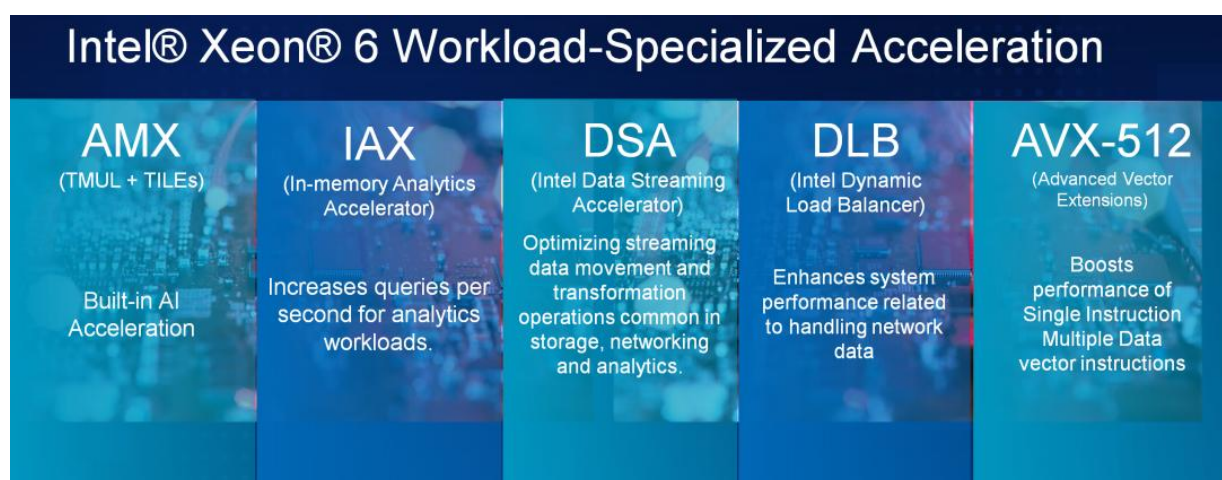 Intel® Xeon® 6 Workload-Specialized Acceleration
AMX
(TMUL + TILEs)
Built-in AI
Acceleration
IAX
(In-memory Analytics
Accelerator)
Increases queries per
second for analytics
workloads.
DSA
(Intel Data Streaming
Accelerator)
Optimizing streaming
data movement and
transformation
operations common in
storage, networking
and analytics.
DLB
(Intel Dynamic
Load Balancer)
Enhances system
performance related
to handling network
data
AVX-512
(Advanced Vector
Extensions)
Boosts
performance of
Single Instruction
Multiple Data
vector instructions